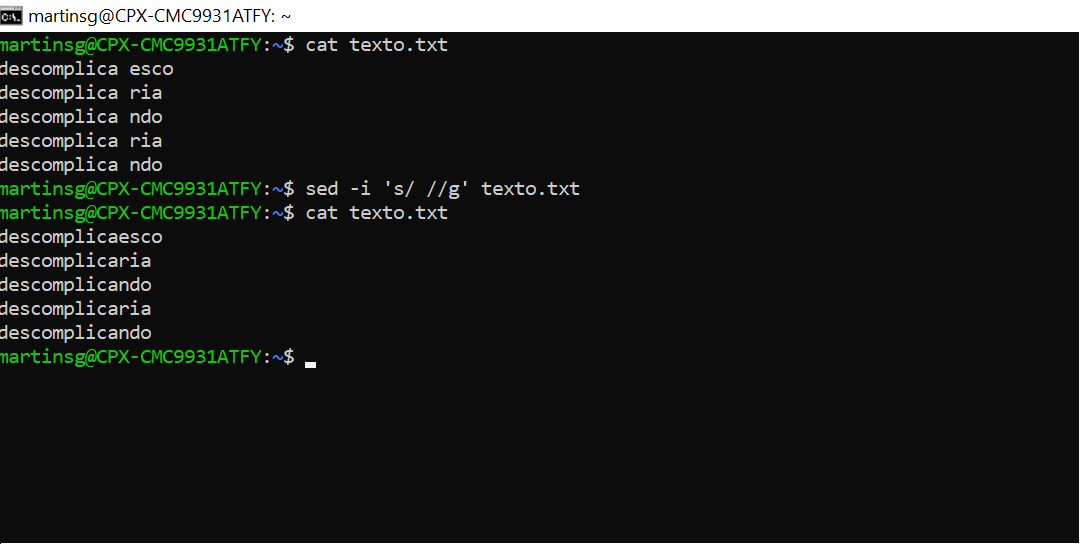 martinsg@CPX-CMC9931ATFY: ~
martinsg@CPX-CMC9931ATFY:~$ cat texto.txt
descomplica esco
descomplica ria
descomplica ndo
descomplica ria
descomplica ndo
martinsg@CPX-CMC9931ATFY:~$ sed -i 's/ //g' texto.txt
martinsg@CPX-CMC9931ATFY:~$ cat texto.txt
descomplicaesco
descomplicaria
descomplicando
descomplicaria
descomplicando
martinsg@CPX-CMC9931ATFY:~$